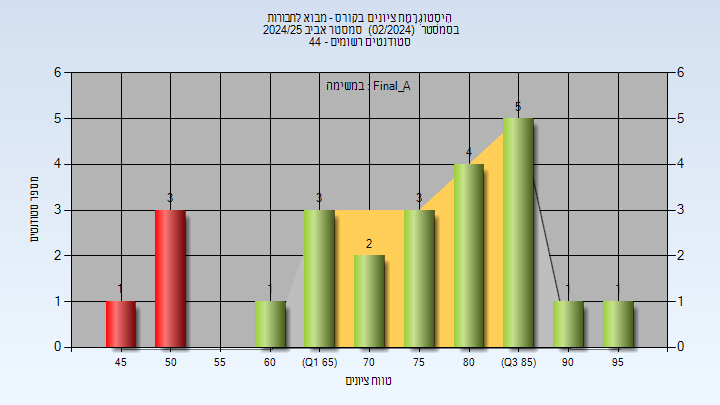 היסטוגרמת ציונים בקורס - מבוא לתבורות
בסמסטר (02/2024) סמסטר אביב 2024/25
סטודנטים רשומים - 44
במשימה : Final_A
מספר סטודנטים
6 6
5 5
4 4
3 3
2 2
1 1
0 0
1 3 1 3 2 3 4 5 1 1
45 50 55 60 (Q1 65) 70 75 80 (Q3 85) 90 95
טווח ציונים